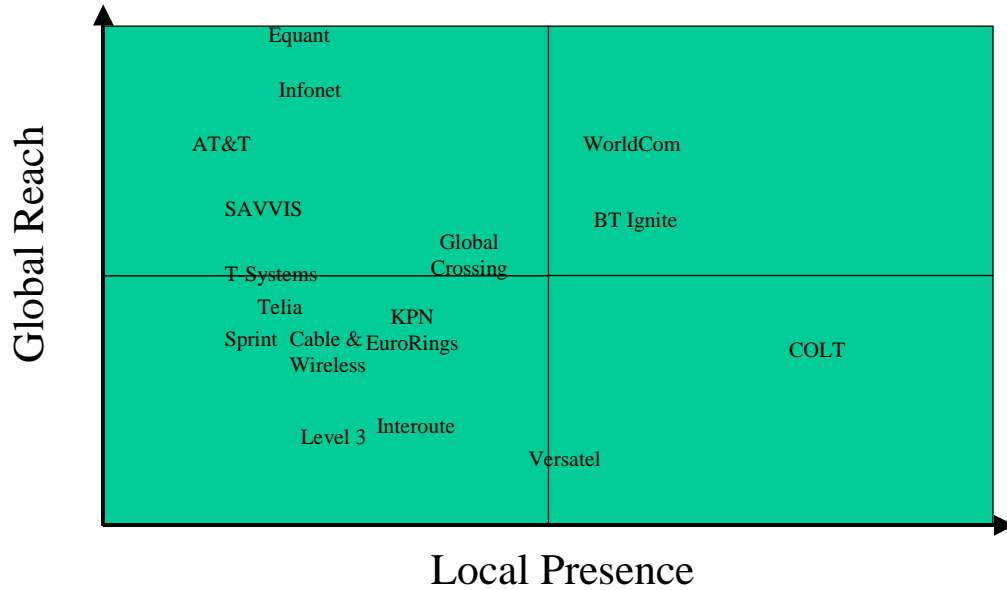 Global Reach
Equant
Infonet
AT&T
WorldCom
SAVVIS
BT Ignite
Global
Crossing
T-Systems
Telia
KPN
EuroRings
Sprint
Cable &
Wireless
COLT
Interoute
Level 3
Versatel
Local Presence